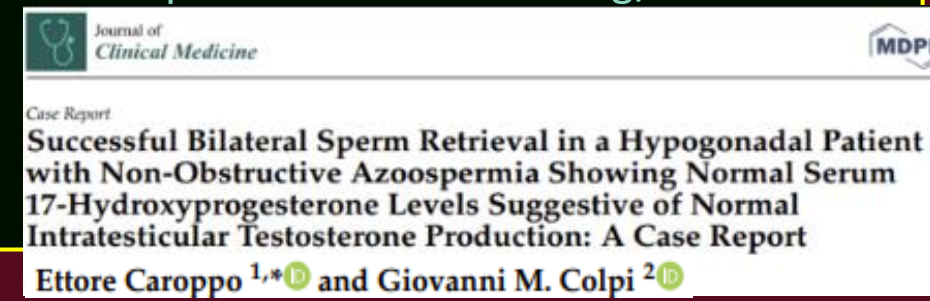 Journal of
Clinical Medicine
MDPI
Case Report
Successful Bilateral Sperm Retrieval in a Hypogonadal Patient
with Non-Obstructive Azoospermia Showing Normal Serum
17-Hydroxyprogesterone Levels Suggestive of Normal
Intratesticular Testosterone Production: A Case Report
Ettore Caroppo 1,* iD and Giovanni M. Colpi 2 iD